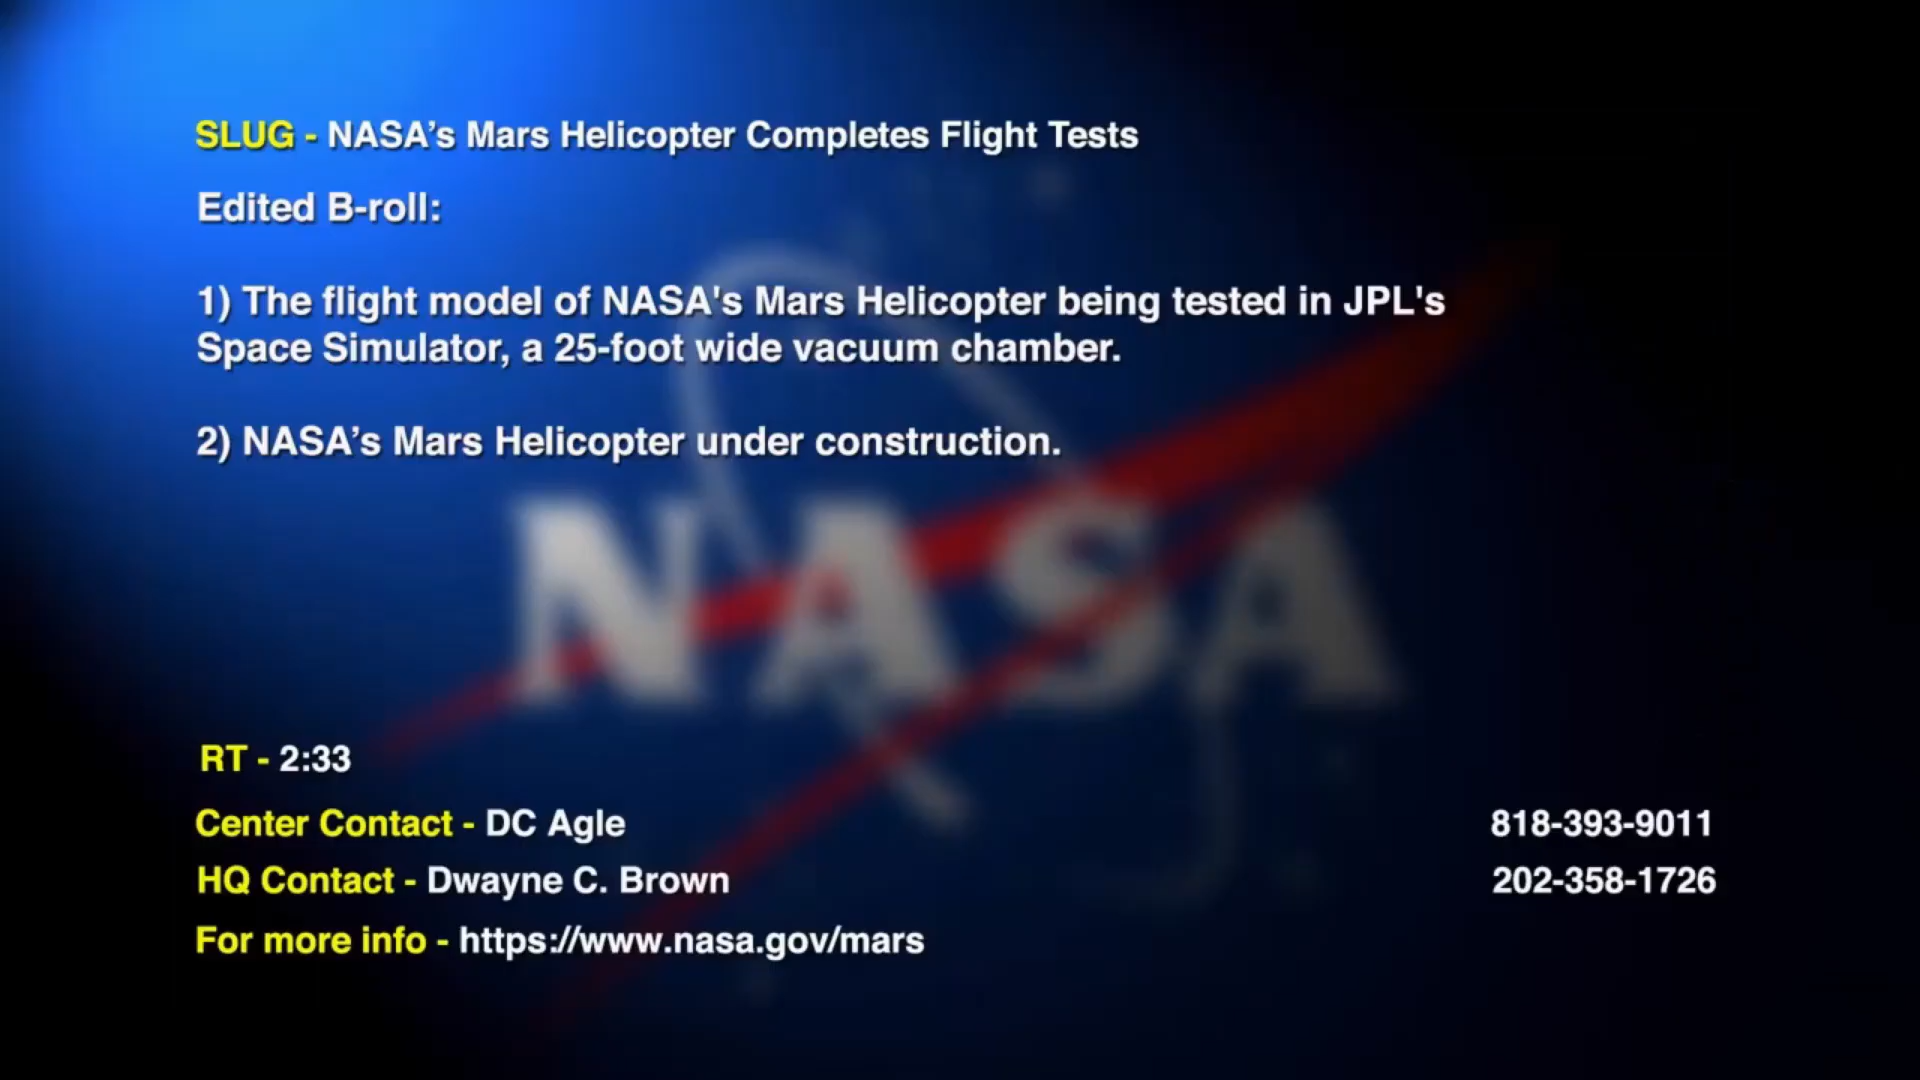 SLUG - NASA’s Mars Helicopter Completes Flight Tests
Edited B-roll:
1) The flight model of NASA's Mars Helicopter being tested in JPL's
Space Simulator, a 25-foot wide vacuum chamber.
2) NASA’s Mars Helicopter under construction.
NASA
RT - 2:33
Center Contact - DC Agle 818-393-9011
HQ Contact - Dwayne C. Brown 202-358-1726
For more info - https://www.nasa.gov/mars